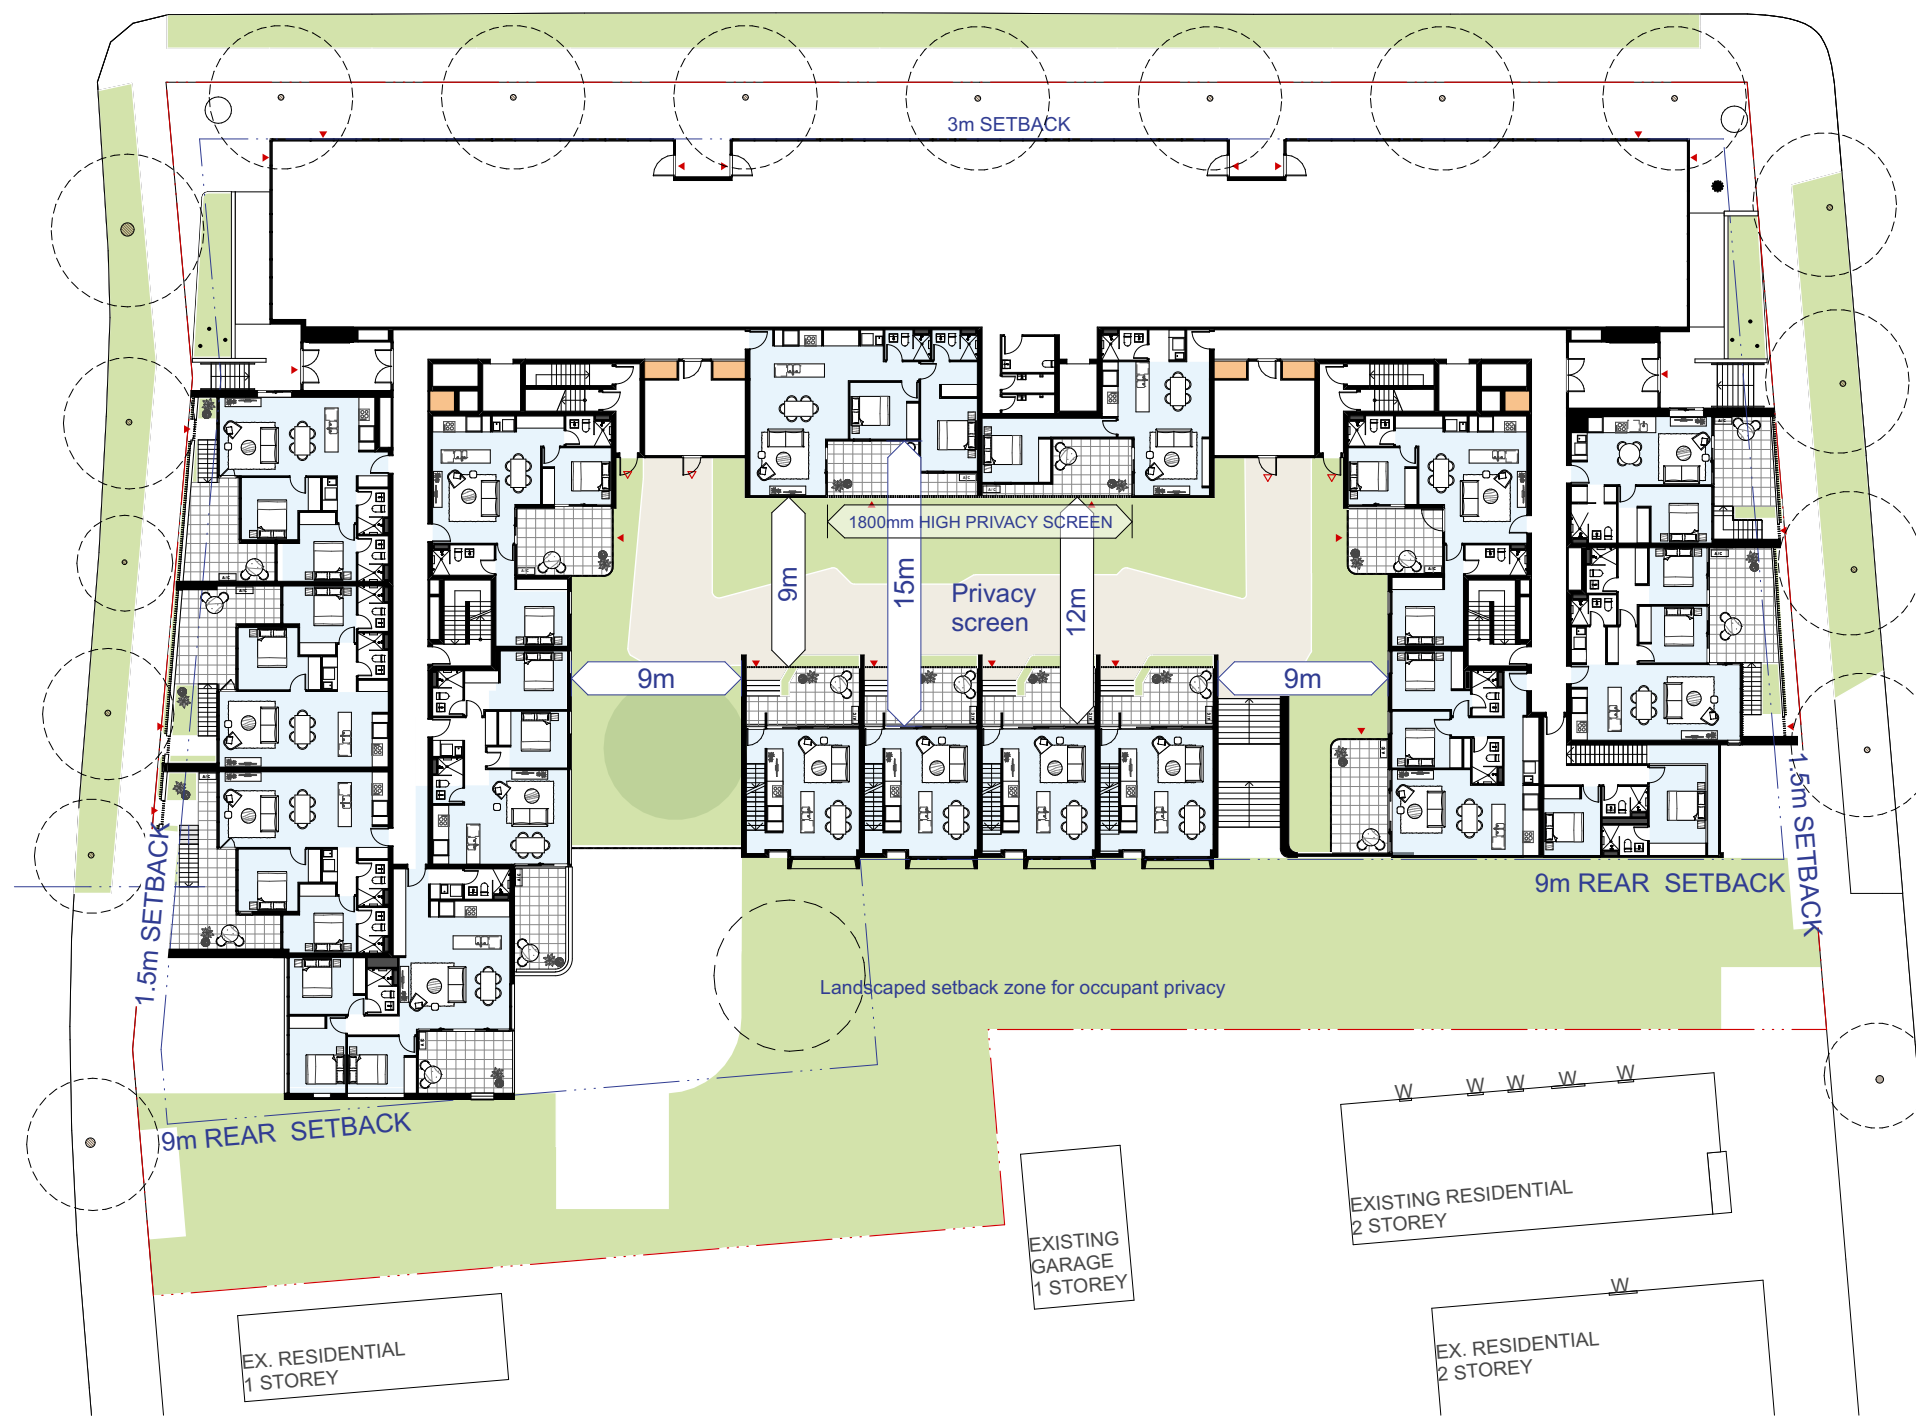 3m SETBACK
1800mm HIGH PRIVACY SCREEN
9m
15m
12m
Privacy
screen
9m
9m
1.5m SETBACK
1.5m SETBACK
9m REAR SETBACK
Landscaped setback zone for occupant privacy
9m REAR SETBACK
W
W
W
W
W
EXISTING RESIDENTIAL
2 STOREY
EXISTING
GARAGE
1 STOREY
W
EX. RESIDENTIAL
2 STOREY
EX. RESIDENTIAL
1 STOREY